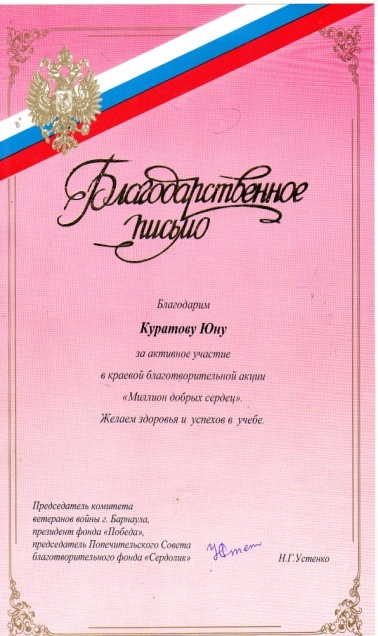 Благодарственное
письмо
Благодарим
Куратову Юну
за активное участие
в краевой благотворительной акции
«Миллион добрых сердец».
Желаем здоровья и успехов в учебе.
Председатель комитета
ветеранов войны г. Барнаула,
президент фонда «Победа»,
председатель Попечительского Совета
благотворительного фонда «Сердолик»
Н.Г.Устенко